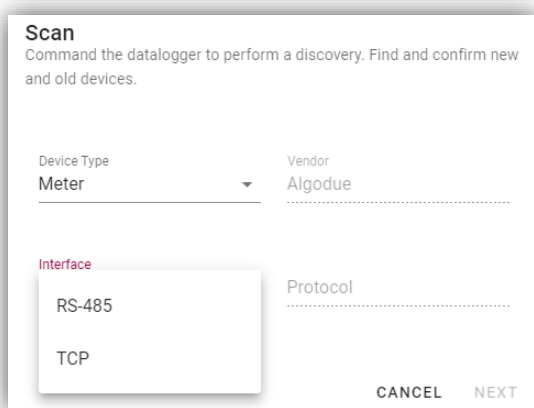 Scan
Command the datalogger to perform a discovery. Find and confirm new
and old devices.
Device Type
Vendor
Meter
Algodue
Interface
Protocol
RS-485
TCP
CANCEL
NEXT